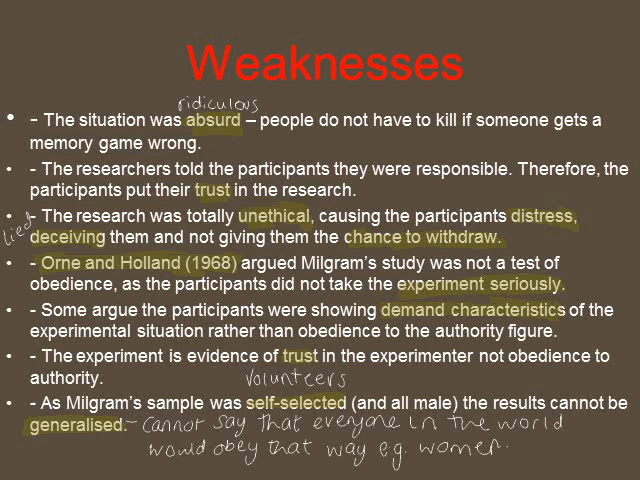 Weaknesses
ridiculous
• - The situation was absurd – people do not have to kill if someone gets a
memory game wrong.
• - The researchers told the participants they were responsible. Therefore, the
participants put their trust in the research.
• - The research was totally unethical, causing the participants distress,
lied
deceiving them and not giving them the chance to withdraw.
• - Orne and Holland (1968) argued Milgram's study was not a test of
obedience, as the participants did not take the experiment seriously.
• - Some argue the participants were showing demand characteristics of the
experimental situation rather than obedience to the authority figure.
• - The experiment is evidence of trust in the experimenter not obedience to
authority.
volunteers
• - As Milgram's sample was self-selected (and all male) the results cannot be
generalised. - Cannot say that everyone in the world
would obey that way e.g. women.